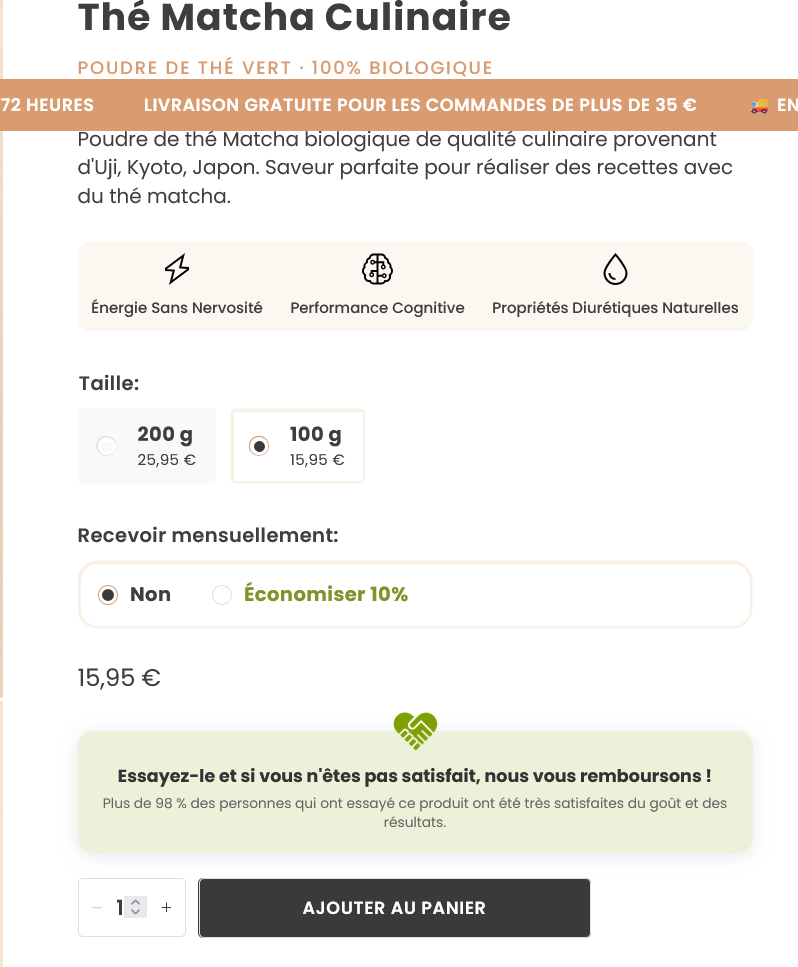 Thé Matcha Culinaire
POUDRE DE THÉ VERT · 100% BIOLOGIQUE
72 HEURES LIVRAISON GRATUITE POUR LES COMMANDES DE PLUS DE 35 € 🚚 EN
Poudre de thé Matcha biologique de qualité culinaire provenant
d'Uji, Kyoto, Japon. Saveur parfaite pour réaliser des recettes avec
du thé matcha.
Énergie Sans Nervosité Performance Cognitive Propriétés Diurétiques Naturelles
Taille:
200 g 100 g
25,95 € 15,95 €
Recevoir mensuellement:
Non Économiser 10%
15,95 €
Essayez-le et si vous n'êtes pas satisfait, nous vous remboursons !
Plus de 98 % des personnes qui ont essayé ce produit ont été très satisfaites du goût et des
résultats.
− 1 + AJOUTER AU PANIER